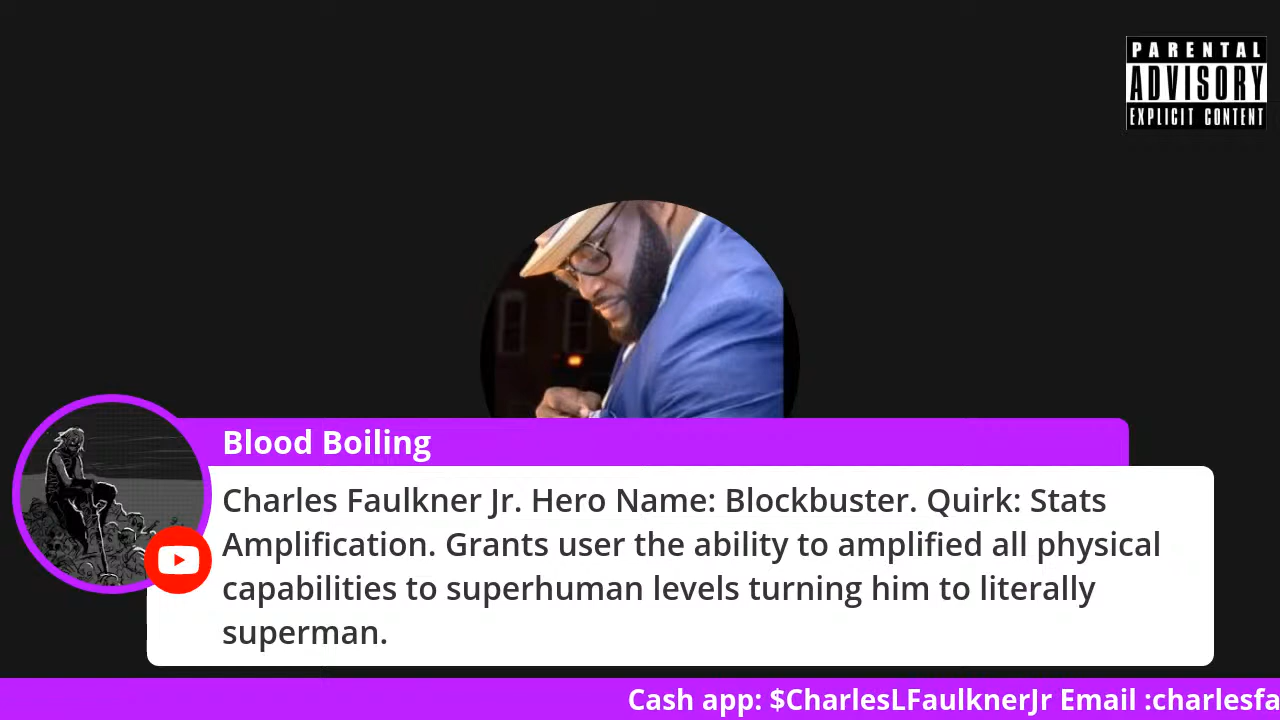 PARENTAL
ADVISORY
EXPLICIT CONTENT
Blood Boiling
Charles Faulkner Jr. Hero Name: Blockbuster. Quirk: Stats
Amplification. Grants user the ability to amplified all physical
capabilities to superhuman levels turning him to literally
superman.
Cash app: $CharlesLFaulknerJr Email :charlesfa